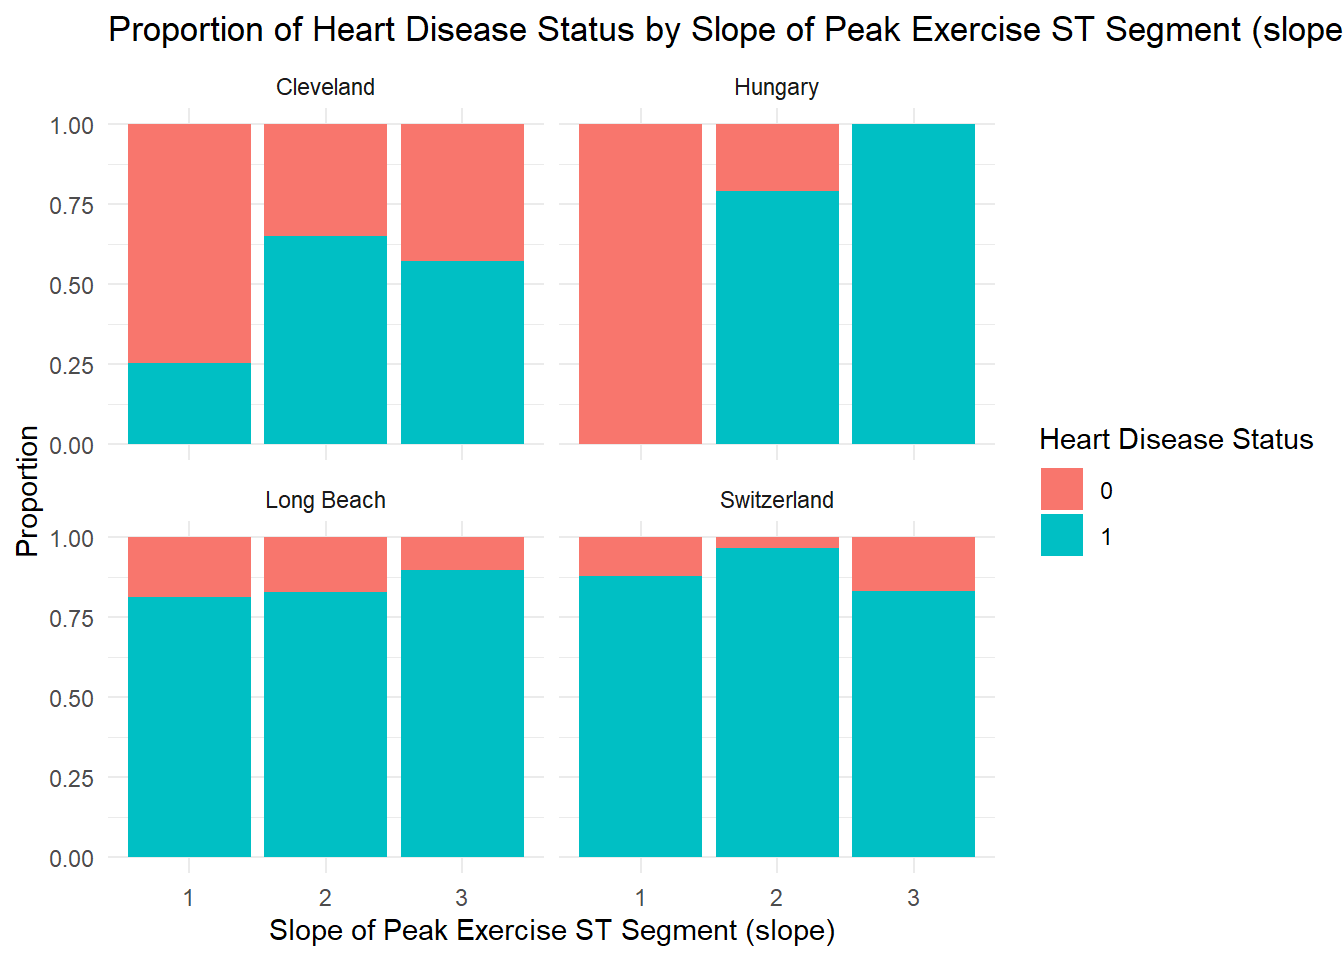 Proportion of Heart Disease Status by Slope of Peak Exercise ST Segment (slope
Cleveland
Hungary
1.00
0.75
0.50
0.25
0.00
Long Beach
Switzerland
1.00
0.75
0.50
0.25
0.00
1 2 3 1 2 3
Proportion
Slope of Peak Exercise ST Segment (slope)
Heart Disease Status
0
1